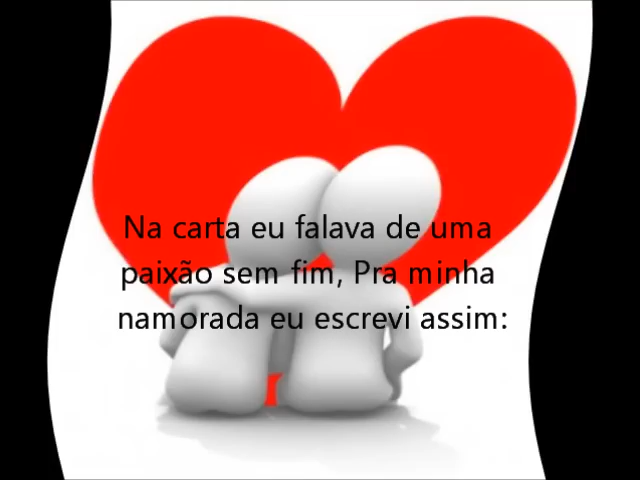 Na carta eu falava de uma
paixão sem fim, Pra minha
namorada eu escrevi assim: